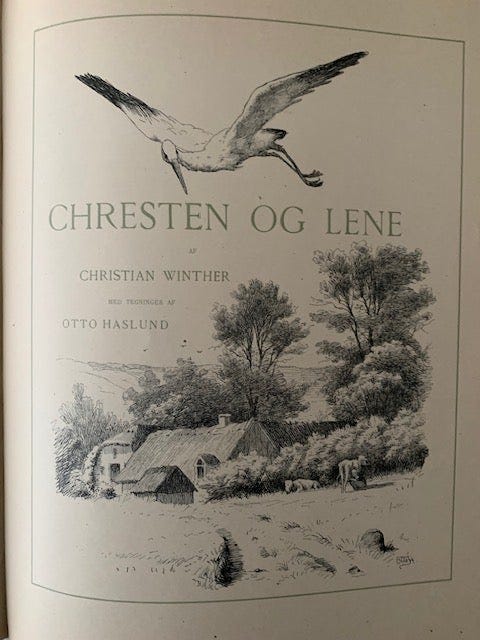 CHRESTEN OG LENE
AF
CHRISTIAN WINTHER
MED TEGNINGER AF
OTTO HASLUND